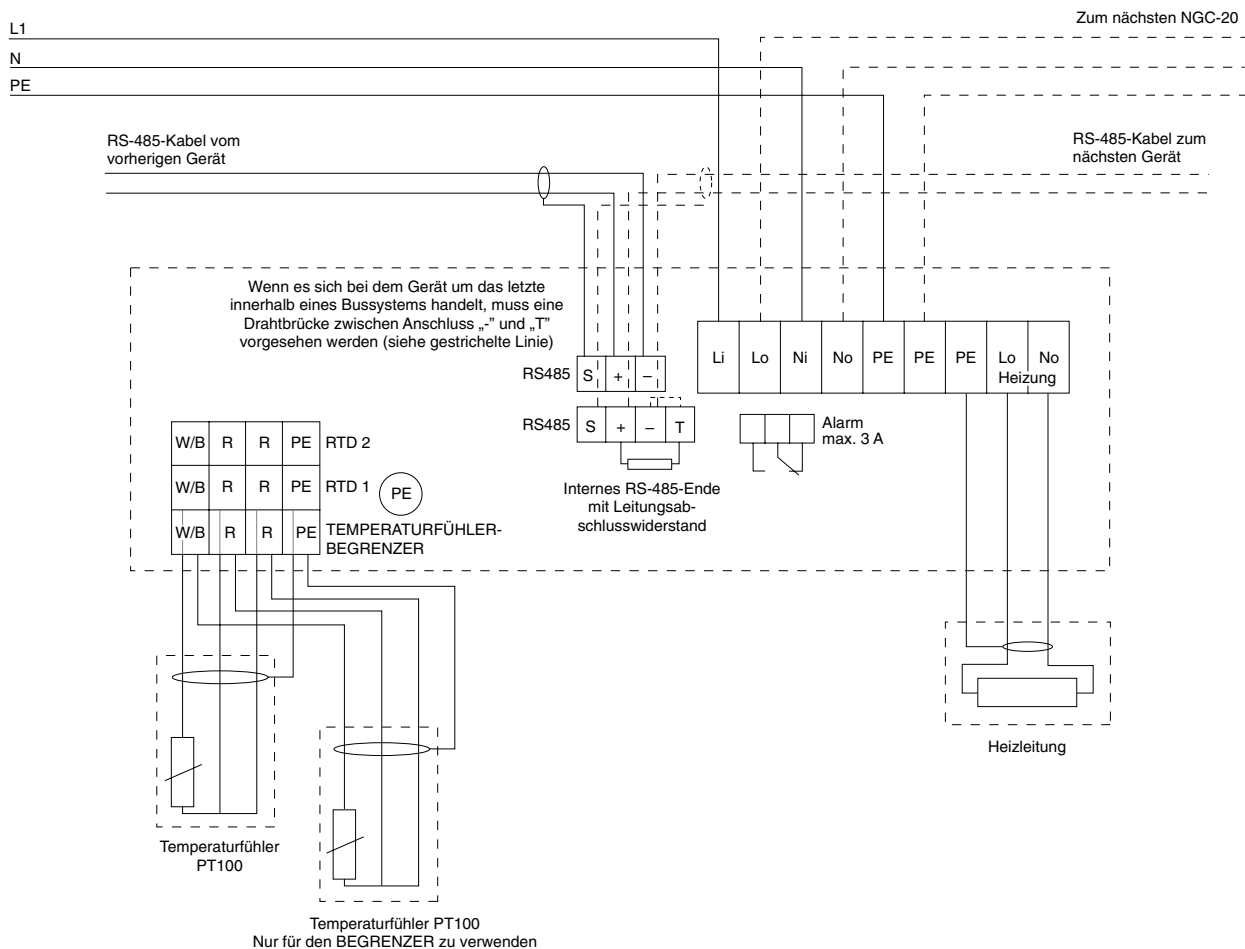 L1
Zum nächsten NGC-20
N
PE
RS-485-Kabel vom
vorherigen Gerät
RS-485-Kabel zum
nächsten Gerät
Wenn es sich bei dem Gerät um das letzte
innerhalb eines Bussystems handelt, muss eine
Drahtbrücke zwischen Anschluss „-” und „T”
vorgesehen werden (siehe gestrichelte Linie)
RS485 S + –
Li Lo Ni No PE PE PE Lo No
Heizung
RS485 S + – T
Alarm
max. 3 A
Internes RS-485-Ende
mit Leitungsab-
schlusswiderstand
W/B R R PE RTD 2
W/B R R PE RTD 1 PE
W/B R R PE TEMPERATURFÜHLER-
BEGRENZER
Heizleitung
Temperaturfühler
PT100
Temperaturfühler PT100
Nur für den BEGRENZER zu verwenden